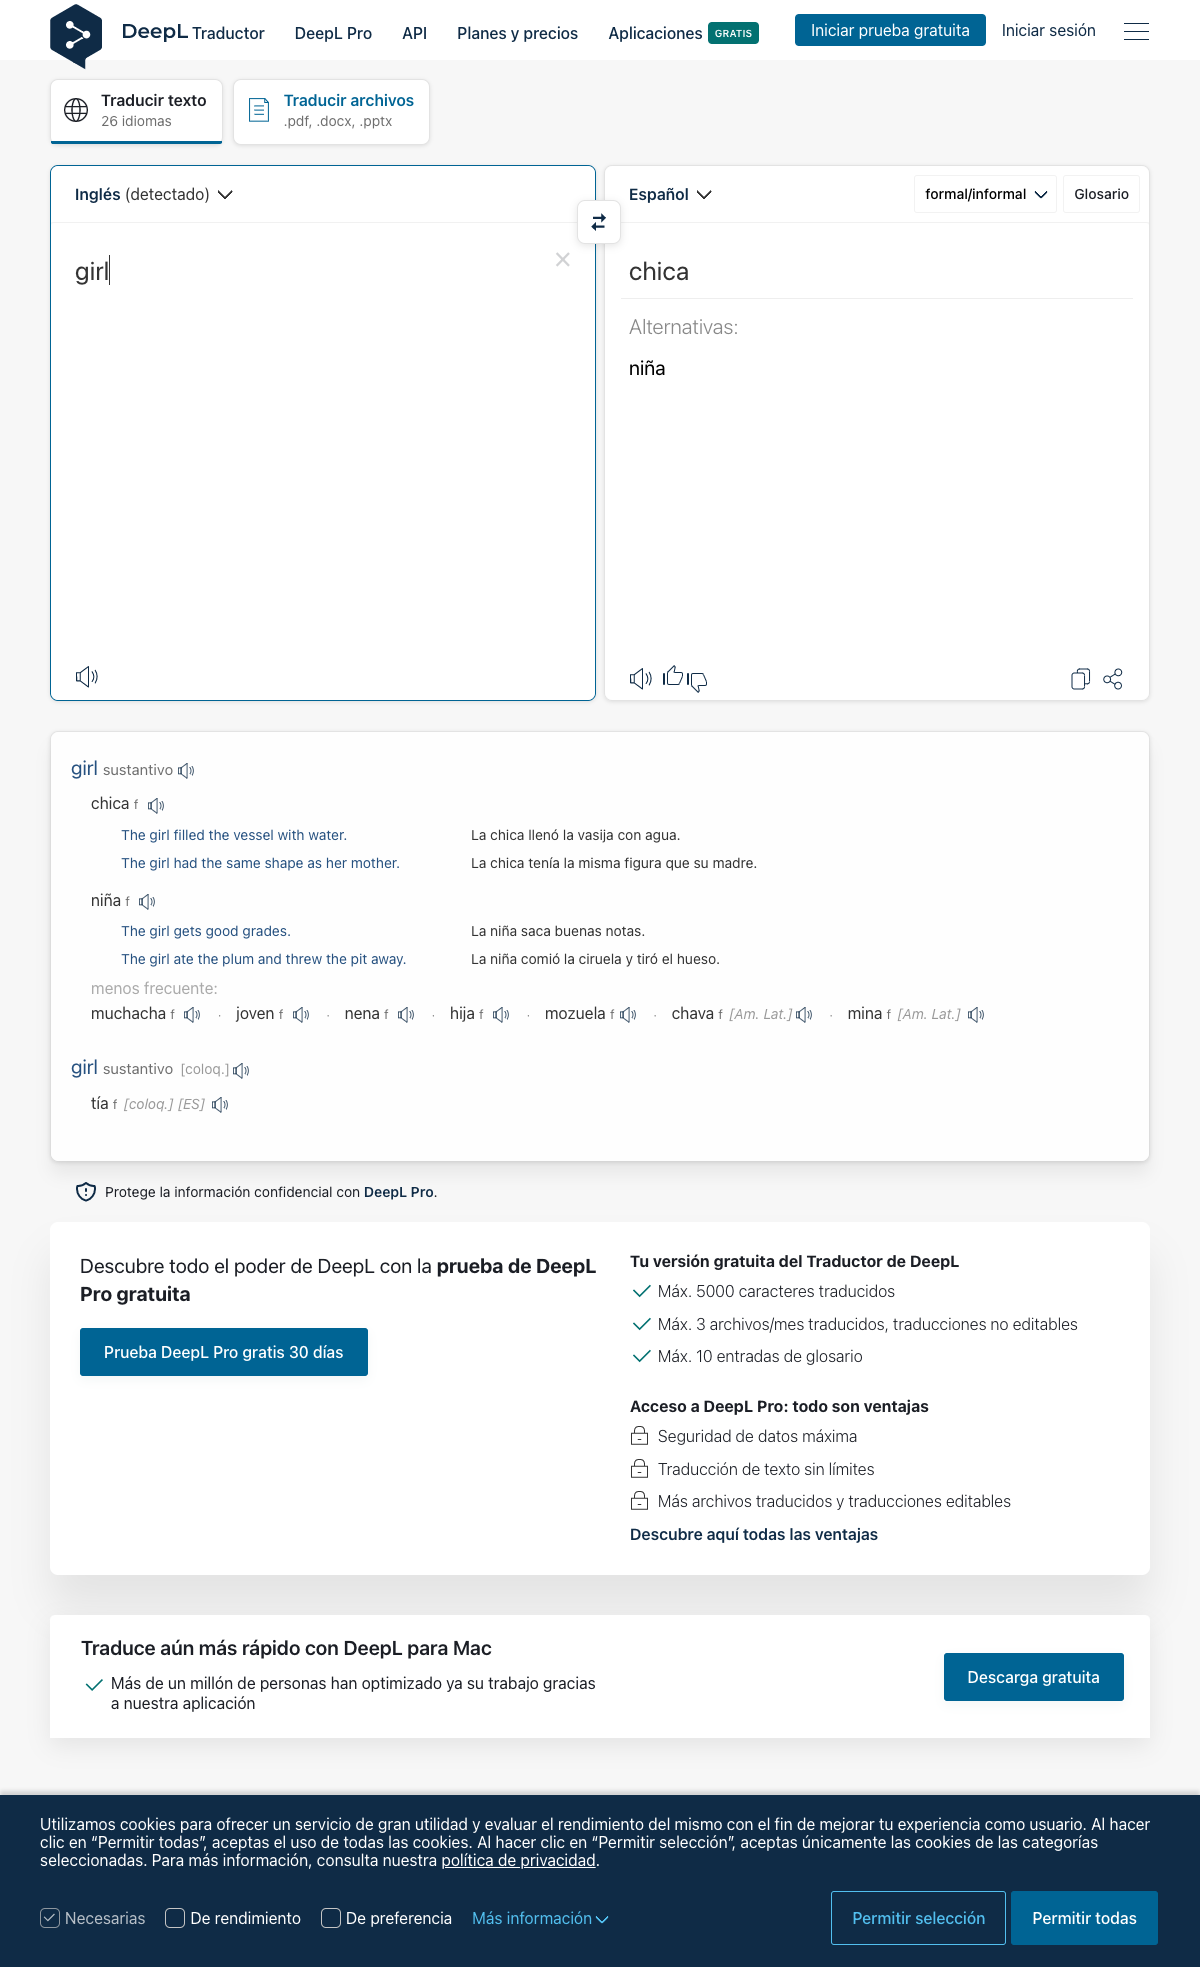 DeepL Traductor DeepL Pro API Planes y precios Aplicaciones GRATIS Iniciar prueba gratuita Iniciar sesión
Traducir texto
26 idiomas
Traducir archivos
.pdf, .docx, .pptx
Inglés (detectado)
Español formal/informal Glosario
girl
chica
Alternativas:
niña
girl sustantivo
chica f
The girl filled the vessel with water. La chica llenó la vasija con agua.
The girl had the same shape as her mother. La chica tenía la misma figura que su madre.
niña f
The girl gets good grades. La niña saca buenas notas.
The girl ate the plum and threw the pit away. La niña comió la ciruela y tiró el hueso.
menos frecuente:
muchacha f · joven f · nena f · hija f · mozuela f · chava f [Am. Lat.] · mina f [Am. Lat.]
girl sustantivo [coloq.]
tía f [coloq.] [ES]
Protege la información confidencial con DeepL Pro.
Descubre todo el poder de DeepL con la prueba de DeepL
Pro gratuita
Prueba DeepL Pro gratis 30 días
Tu versión gratuita del Traductor de DeepL
Máx. 5000 caracteres traducidos
Máx. 3 archivos/mes traducidos, traducciones no editables
Máx. 10 entradas de glosario
Acceso a DeepL Pro: todo son ventajas
Seguridad de datos máxima
Traducción de texto sin límites
Más archivos traducidos y traducciones editables
Descubre aquí todas las ventajas
Traduce aún más rápido con DeepL para Mac
Más de un millón de personas han optimizado ya su trabajo gracias
a nuestra aplicación
Descarga gratuita
Utilizamos cookies para ofrecer un servicio de gran utilidad y evaluar el rendimiento del mismo con el fin de mejorar tu experiencia como usuario. Al hacer
clic en “Permitir todas”, aceptas el uso de todas las cookies. Al hacer clic en “Permitir selección”, aceptas únicamente las cookies de las categorías
seleccionadas. Para más información, consulta nuestra política de privacidad.
Necesarias De rendimiento De preferencia Más información Permitir selección Permitir todas